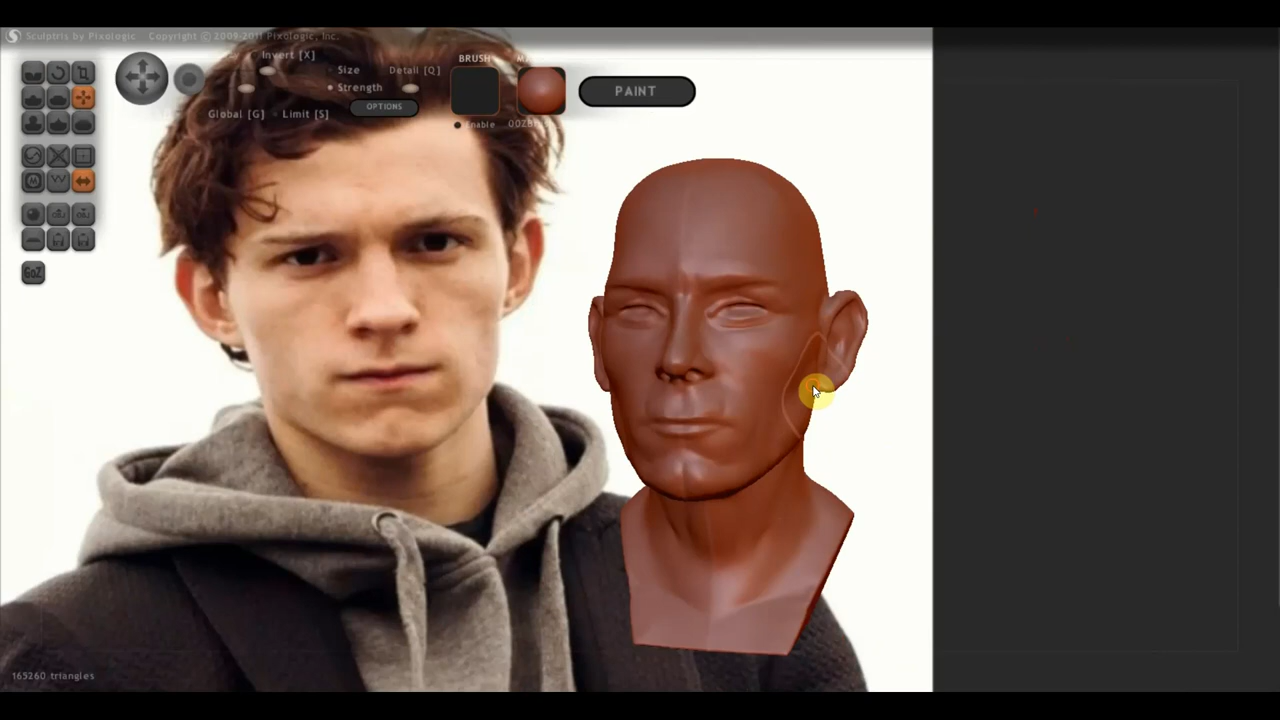 Sculptris by Pixologic Copyright © 2009-2011 Pixologic, Inc.
Invert [X]
BRUSH
Size Detail [Q]
Strength
PAINT
OPTIONS
Global [G] Limit [S]
Enable
GoZ
165260 triangles